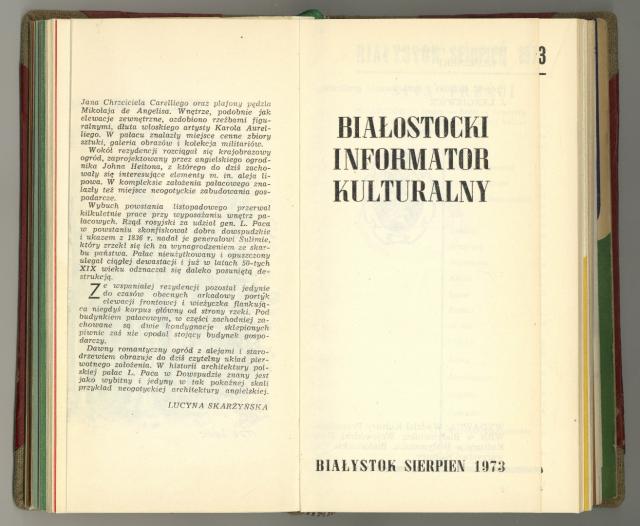 Jana Chrzciciela Carelliego oraz plafony pędzla
Mikołaja de Angelisa. Wnętrze, podobnie jak
elewacje zewnętrzne, ozdobiono rzeźbami figu-
ralnymi, dłuta włoskiego artysty Karola Aurel-
liego. W pałacu znalazły miejsce cenne zbiory
sztuki, galeria obrazów i kolekcja militariów.
Wokół rezydencji rozciągał się krajobrazowy
ogród, zaprojektowany przez angielskiego ogrod-
nika Johna Heitona, z którego do dziś zacho-
wały się interesujące elementy m. in. aleja li-
powa. W kompleksie założenia pałacowego zna-
lazły też miejsce neogotyckie zabudowania gos-
podarcze.
Wybuch powstania listopadowego przerwał
kilkuletnie prace przy wyposażaniu wnętrz pa-
łacowych. Rząd rosyjski za udział gen. L. Paca
w powstaniu skonfiskował dobra dowspudzkie
i ukazem z 1836 r. nadał je generałowi Sulimie,
który zrzekł się ich za wynagrodzeniem ze skar-
bu państwa. Pałac nieużytkowany i opuszczony
ulegał ciągłej dewastacji i już w latach 50-tych
XIX wieku odznaczał się daleko posuniętą de-
strukcją.
Ze wspaniałej rezydencji pozostał jedynie
do czasów obecnych arkadowy portyk
elewacji frontowej i wieżyczka flankują-
ca niegdyś korpus główny od strony rzeki. Pod
budynkiem pałacowym, w części zachodniej za-
chowane są dwie kondygnacje sklepionych
piwnic zaś nie opodal stojący budynek gospo-
darczy.
Dawny romantyczny ogród z alejami i staro-
drzewiem obrazuje do dziś czytelny układ pier-
wotnego założenia. W historii architektury pol-
skiej pałac L. Paca w Dowspudzie znany jest
jako wybitny i jedyny w tak pokaźnej skali
przykład neogotyckiej architektury angielskiej.
LUCYNA SKARŻYŃSKA
3
BIAŁOSTOCKI
INFORMATOR
KULTURALNY
BIAŁYSTOK SIERPIEŃ 1973